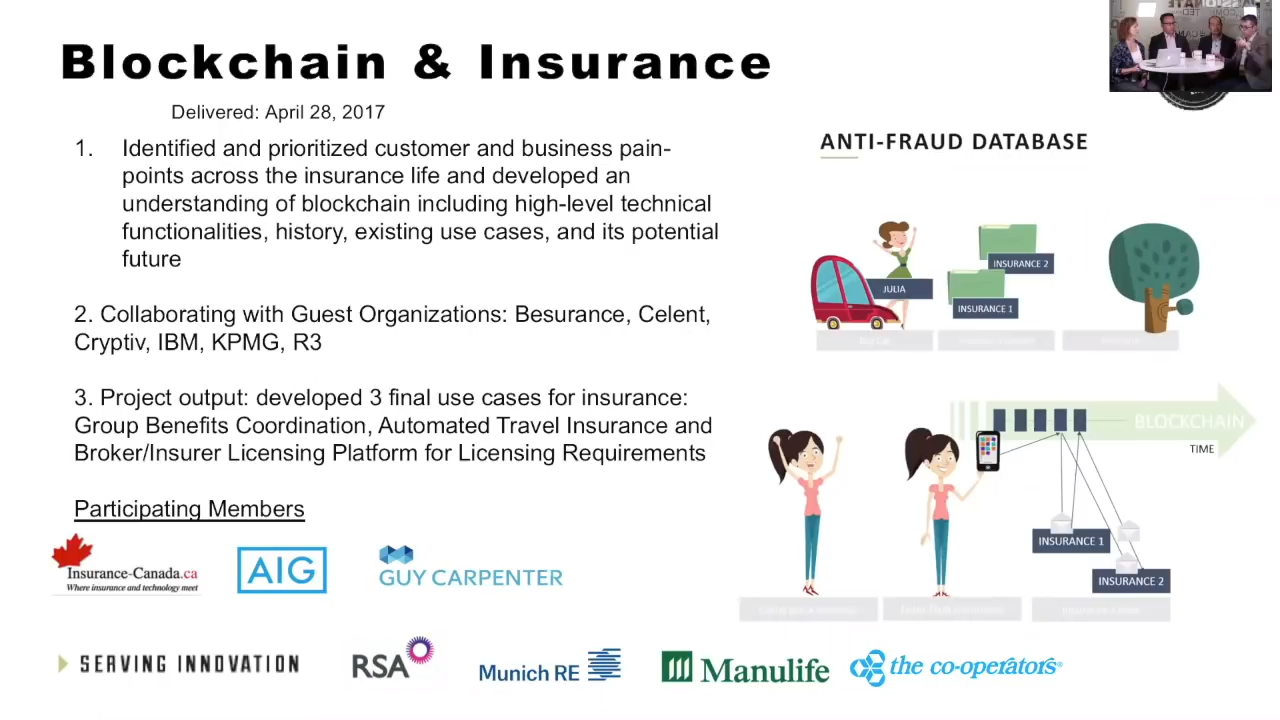 Blockchain & Insurance
Delivered: April 28, 2017
1. Identified and prioritized customer and business pain-
points across the insurance life and developed an
understanding of blockchain including high-level technical
functionalities, history, existing use cases, and its potential
future
2. Collaborating with Guest Organizations: Besurance, Celent,
Cryptiv, IBM, KPMG, R3
3. Project output: developed 3 final use cases for insurance:
Group Benefits Coordination, Automated Travel Insurance and
Broker/Insurer Licensing Platform for Licensing Requirements
Participating Members
Insurance-Canada.ca
Where insurance and technology meet
AIG
GUY CARPENTER
SERVING INNOVATION
RSA
Munich RE
Manulife
the co-operators®
ANTI-FRAUD DATABASE
INSURANCE 2
JULIA
INSURANCE 1
BLOCKCHAIN
TIME
INSURANCE 1
INSURANCE 2